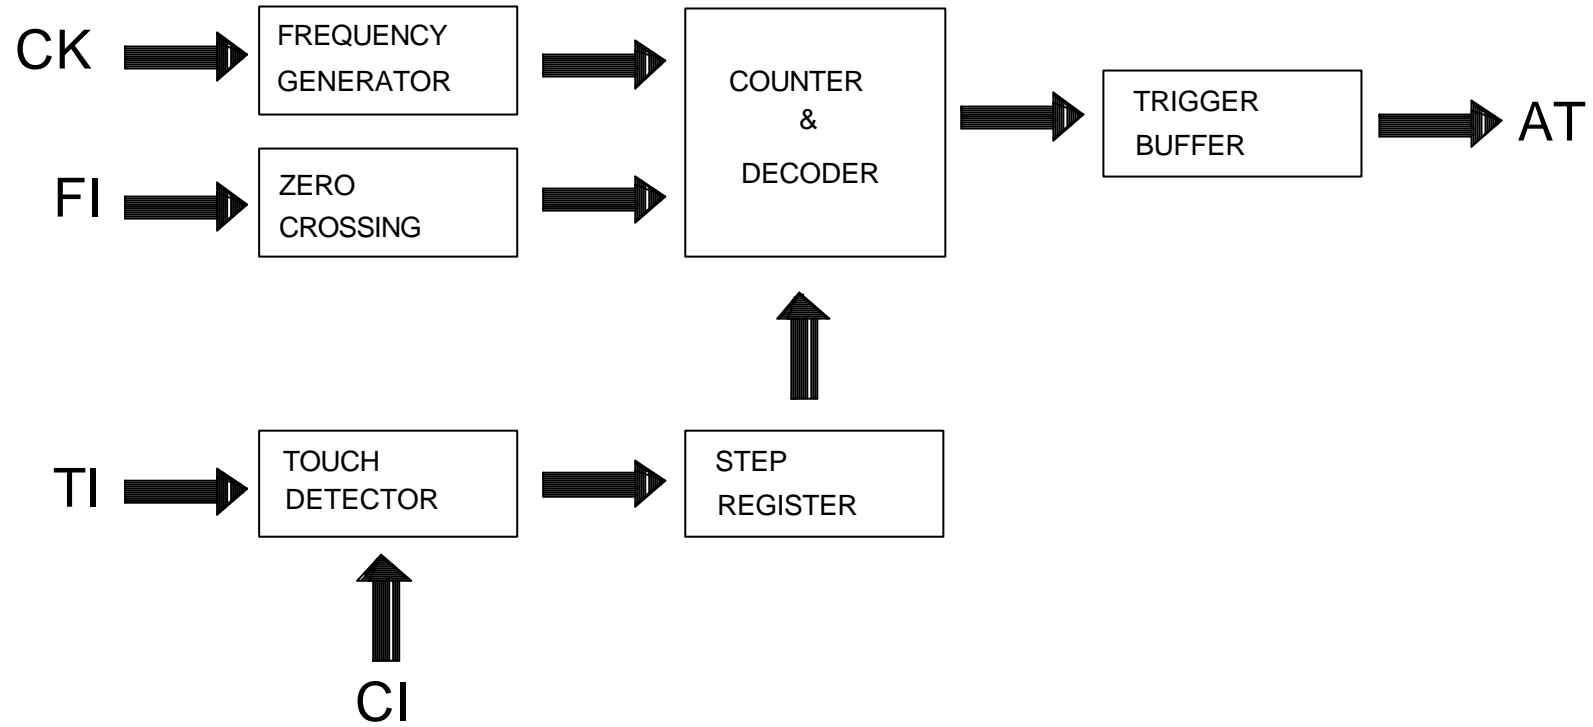 CK
FREQUENCY
GENERATOR
COUNTER
&
DECODER
TRIGGER
BUFFER
AT
FI
ZERO
CROSSING
TI
TOUCH
DETECTOR
STEP
REGISTER
CI